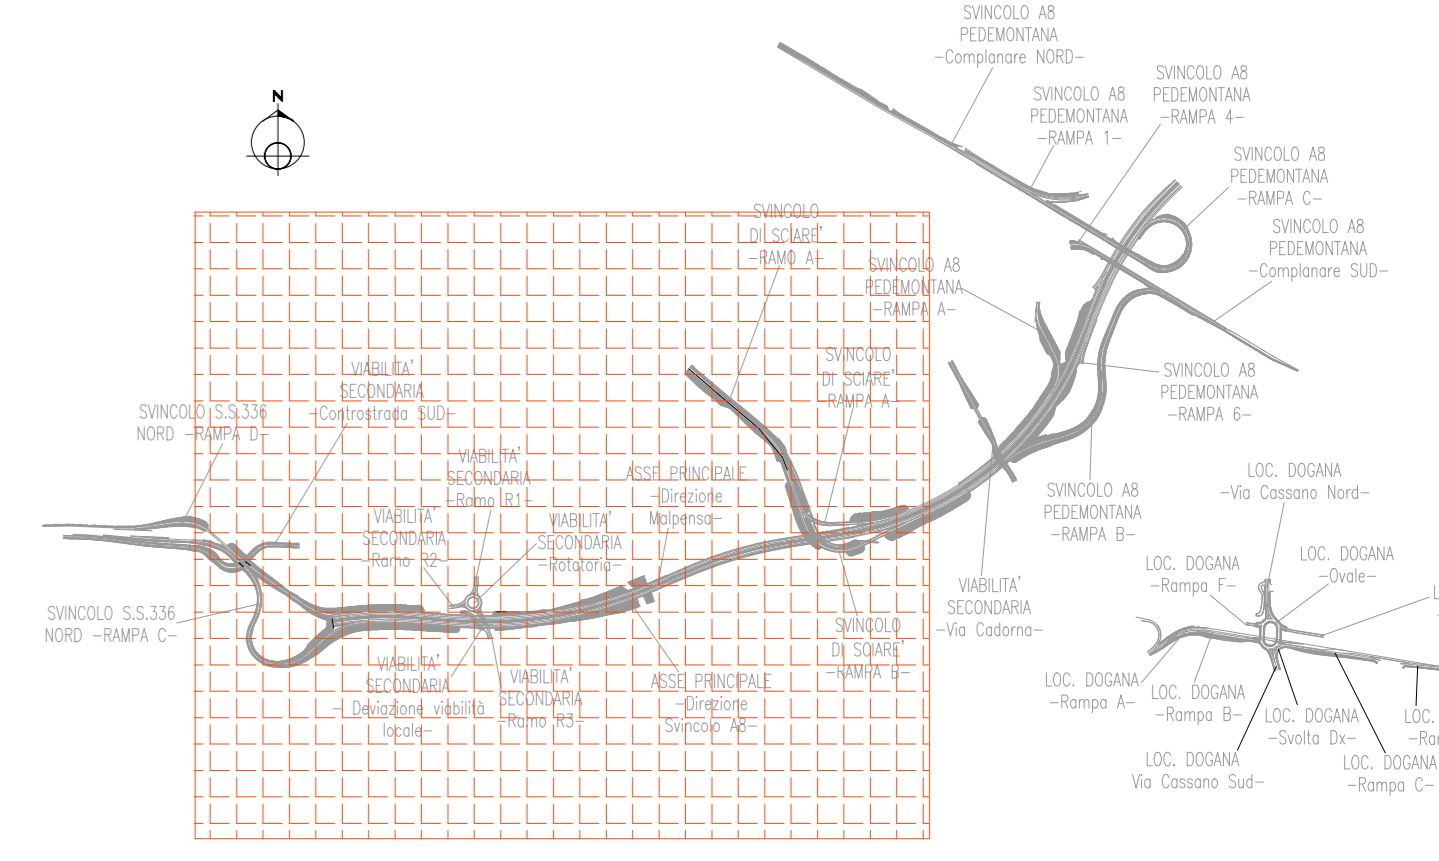 SVINCOLO A8
PEDEMONTANA
-Complanare NORD-
SVINCOLO A8
PEDEMONTANA
-RAMPA 4-
SVINCOLO A8
PEDEMONTANA
-RAMPA 1-
N
SVINCOLO A8
PEDEMONTANA
-RAMPA C-
SVINCOLO
DI SCIARE'
-RAMO A-
SVINCOLO A8
PEDEMONTANA
-Complanare SUD-
SVINCOLO A8
PEDEMONTANA
-RAMPA A-
SVINCOLO
DI SCIARE'
-RAMPA A-
VIABILITA'
SECONDARIA
-Controstrada SUD-
SVINCOLO A8
PEDEMONTANA
-RAMPA 6-
SVINCOLO S.S.336
NORD -RAMPA D-
VIABILITA'
SECONDARIA
-Ramo R1-
ASSE PRINCIPALE
-Direzione
Malpensa-
LOC. DOGANA
-Via Cassano Nord-
SVINCOLO A8
PEDEMONTANA
-RAMPA B-
VIABILITA'
SECONDARIA
-Ramo R2-
VIABILITA'
SECONDARIA
-Rotatoria-
LOC. DOGANA
-Ovale-
LOC. DOGANA
-Rampa F-
VIABILITA'
SECONDARIA
-Via Cadorna-
SVINCOLO S.S.336
NORD -RAMPA C-
SVINCOLO
DI SCIARE'
-RAMPA B-
VIABILITA'
SECONDARIA
- Deviazione viabilità
locale-
VIABILITA'
SECONDARIA
-Ramo R3-
ASSE PRINCIPALE
-Direzione
Svincolo A8-
LOC. DOGANA
-Rampa A-
LOC. DOGANA
-Rampa B-
LOC. DOGANA
-Svolta Dx-
LOC.
LOC. DOGANA
Via Cassano Sud-
LOC. DOGANA
-Rampa C-